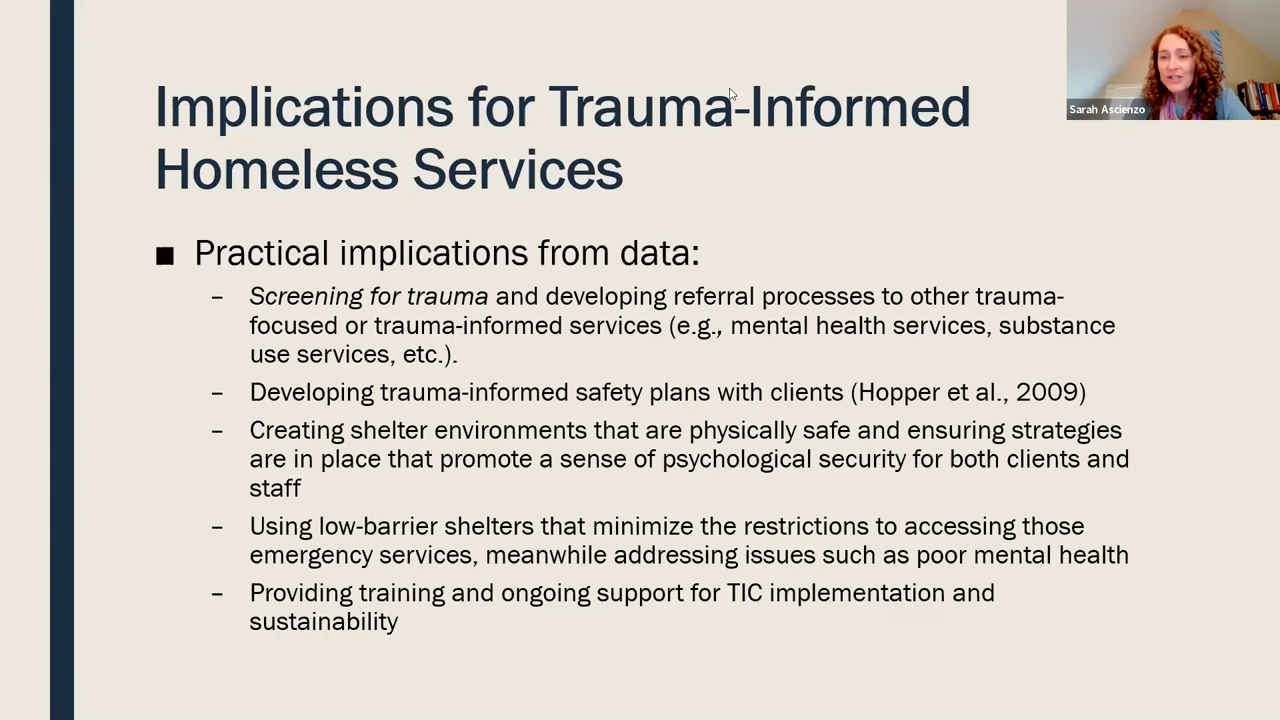 Implications for Trauma-Informed
Homeless Services
Sarah Ascienzo
■ Practical implications from data:
– Screening for trauma and developing referral processes to other trauma-
focused or trauma-informed services (e.g., mental health services, substance
use services, etc.).
– Developing trauma-informed safety plans with clients (Hopper et al., 2009)
– Creating shelter environments that are physically safe and ensuring strategies
are in place that promote a sense of psychological security for both clients and
staff
– Using low-barrier shelters that minimize the restrictions to accessing those
emergency services, meanwhile addressing issues such as poor mental health
– Providing training and ongoing support for TIC implementation and
sustainability